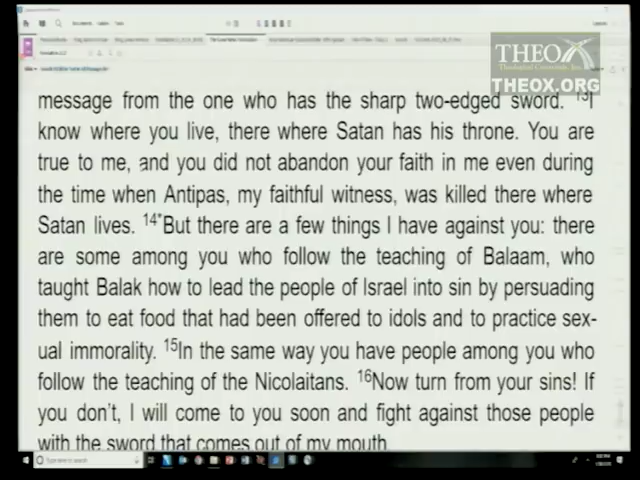 THEOX
THEOX.ORG
message from the one who has the sharp two-edged sword. 13I
know where you live, there where Satan has his throne. You are
true to me, and you did not abandon your faith in me even during
the time when Antipas, my faithful witness, was killed there where
Satan lives. 14*But there are a few things I have against you: there
are some among you who follow the teaching of Balaam, who
taught Balak how to lead the people of Israel into sin by persuading
them to eat food that had been offered to idols and to practice sex-
ual immorality. 15In the same way you have people among you who
follow the teaching of the Nicolaitans. 16Now turn from your sins! If
you don't, I will come to you soon and fight against those people
with the sword that comes out of my mouth